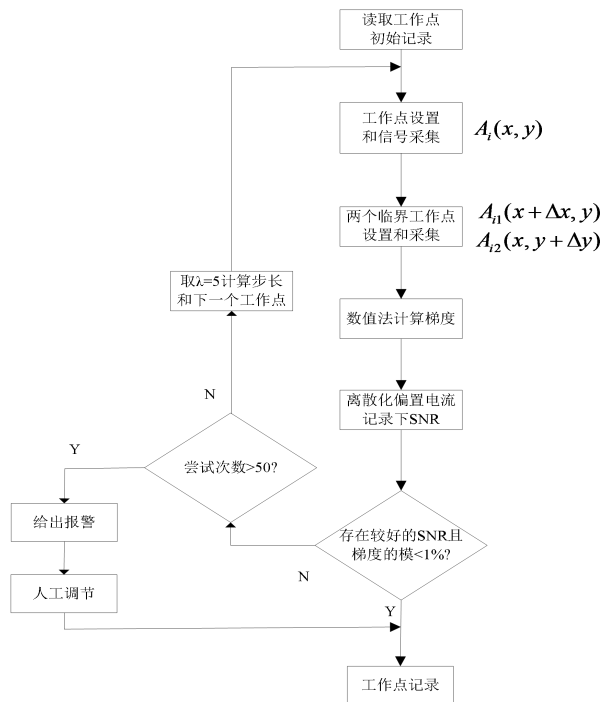 读取工作点
初始记录
工作点设置
和信号采集
A_i(x, y)
两个临界工作点
设置和采集
A_{i1}(x + Δx, y)
A_{i2}(x, y + Δy)
取λ=5计算步长
和下一个工作点
数值法计算梯度
N
离散化偏置电流
记录下SNR
Y
尝试次数>50?
给出报警
存在较好的SNR且
梯度的模<1%?
N
人工调节
Y
工作点记录